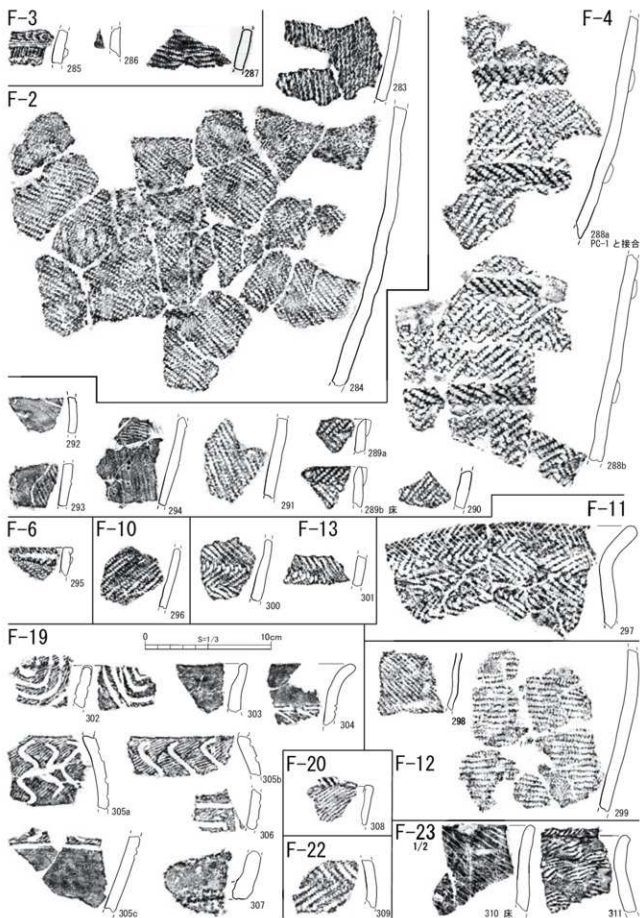 F-3
285
286
287
283
F-4
288a
PC-1 と接合
F-2
284
288b
292
293
294
291
289a
289b 床
290
F-6
295
F-10
296
F-13
300
301
F-11
297
F-19
S=1/3
0
10cm
302
303
304
305a
305b
306
305c
307
F-20
308
F-22
309
298
F-12
299
F-23
1/2
310 床
311